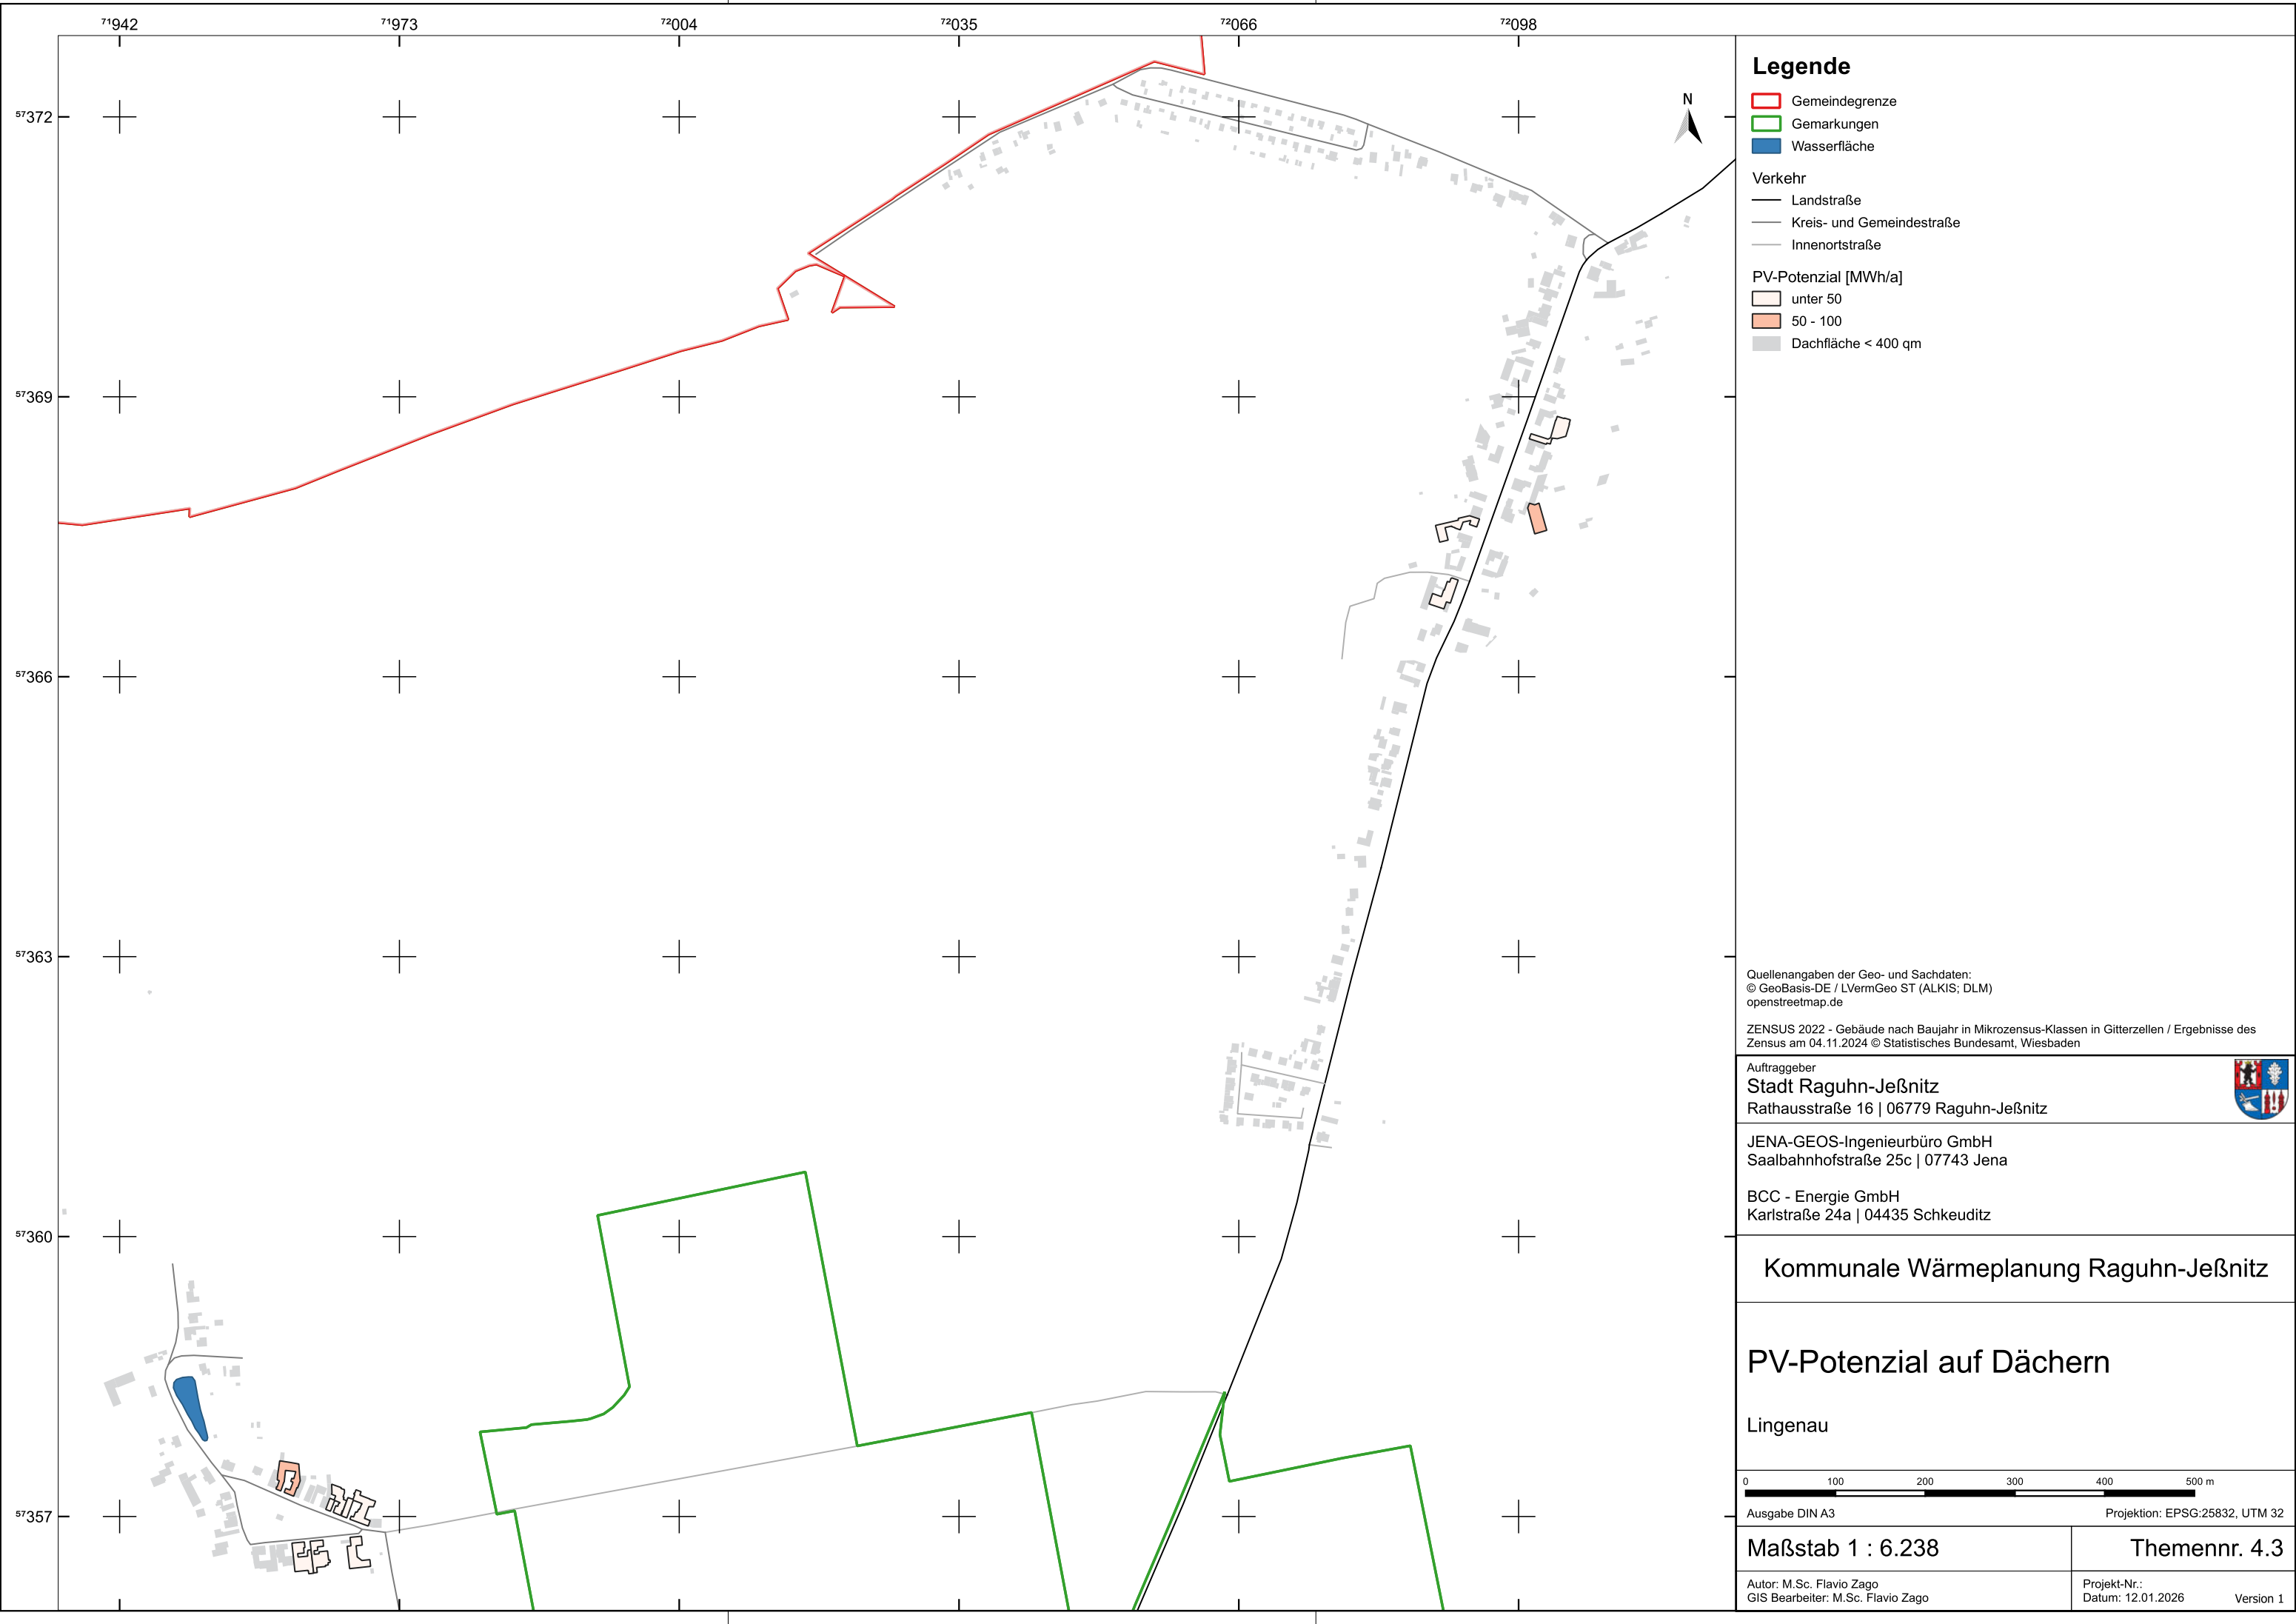 71942 71973 72004 72035 72066 72098
57372
57369
57366
57363
57360
57357
N
Legende
Gemeindegrenze
Gemarkungen
Wasserfläche
Verkehr
Landstraße
Kreis- und Gemeindestraße
Innenortstraße
PV-Potenzial [MWh/a]
unter 50
50 - 100
Dachfläche < 400 qm
Quellenangaben der Geo- und Sachdaten:
© GeoBasis-DE / LVermGeo ST (ALKIS; DLM)
openstreetmap.de
ZENSUS 2022 - Gebäude nach Baujahr in Mikrozensus-Klassen in Gitterzellen / Ergebnisse des
Zensus am 04.11.2024 © Statistisches Bundesamt, Wiesbaden
Auftraggeber
Stadt Raguhn-Jeßnitz
Rathausstraße 16 | 06779 Raguhn-Jeßnitz
JENA-GEOS-Ingenieurbüro GmbH
Saalbahnhofstraße 25c | 07743 Jena
BCC - Energie GmbH
Karlstraße 24a | 04435 Schkeuditz
Kommunale Wärmeplanung Raguhn-Jeßnitz
PV-Potenzial auf Dächern
Lingenau
0 100 200 300 400 500 m
Ausgabe DIN A3 Projektion: EPSG:25832, UTM 32
Maßstab 1 : 6.238 Themennr. 4.3
Autor: M.Sc. Flavio Zago
GIS Bearbeiter: M.Sc. Flavio Zago
Projekt-Nr.:
Datum: 12.01.2026 Version 1